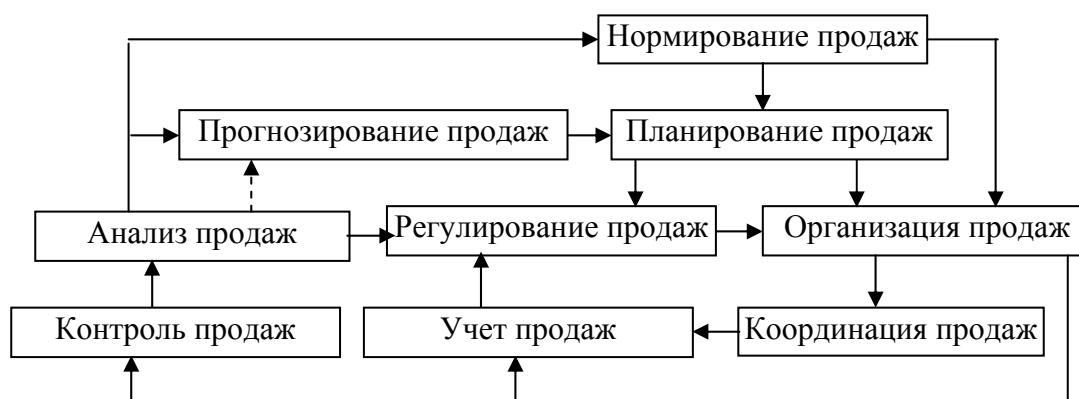 Нормирование продаж
Прогнозирование продаж
Планирование продаж
Анализ продаж
Регулирование продаж
Организация продаж
Контроль продаж
Учет продаж
Координация продаж